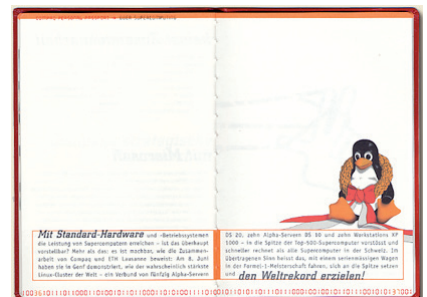 COMPAQ PERSONAL PASSPORT
Mit Standard-Hardware und -Betriebssystemen
die Leistung von Supercomputern erreichen – ist das überhaupt
vorstellbar? Mehr als das: es ist machbar, wie die Zusammen-
arbeit von Compaq und ETH Lausanne beweist: Am 8. Juni
haben sie in Genf demonstriert, wie der wahrscheinlich stärkste
Linux-Cluster der Welt – ein Verbund von fünfzig Alpha-Servern
DS 20, zehn Alpha-Servern DS 90 und zehn Workstations XP
1000 – in die Spitze der Top-500-Supercomputer vorstösst und
schneller rechnet als alle Supercomputer in der Schweiz. Im
übertragenen Sinn heisst das, mit einem serienmässigen Wagen
in der Formel-1-Meisterschaft fahren, sich an die Spitze setzen
und den Weltrekord erzielen!